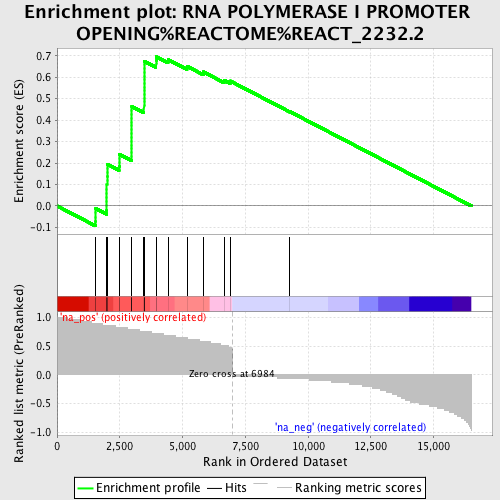 Enrichment plot: RNA POLYMERASE I PROMOTER
OPENING%REACTOME%REACT_2232.2
Enrichment score (ES)
0.7
0.6
0.5
0.4
0.3
0.2
0.1
0.0
-0.1
'na_pos' (positively correlated)
Ranked list metric (PreRanked)
1.0
0.5
0.0
-0.5
-1.0
Zero cross at 6984
'na_neg' (negatively correlated)
0 2,500 5,000 7,500 10,000 12,500 15,000
Rank in Ordered Dataset
Enrichment profile Hits Ranking metric scores